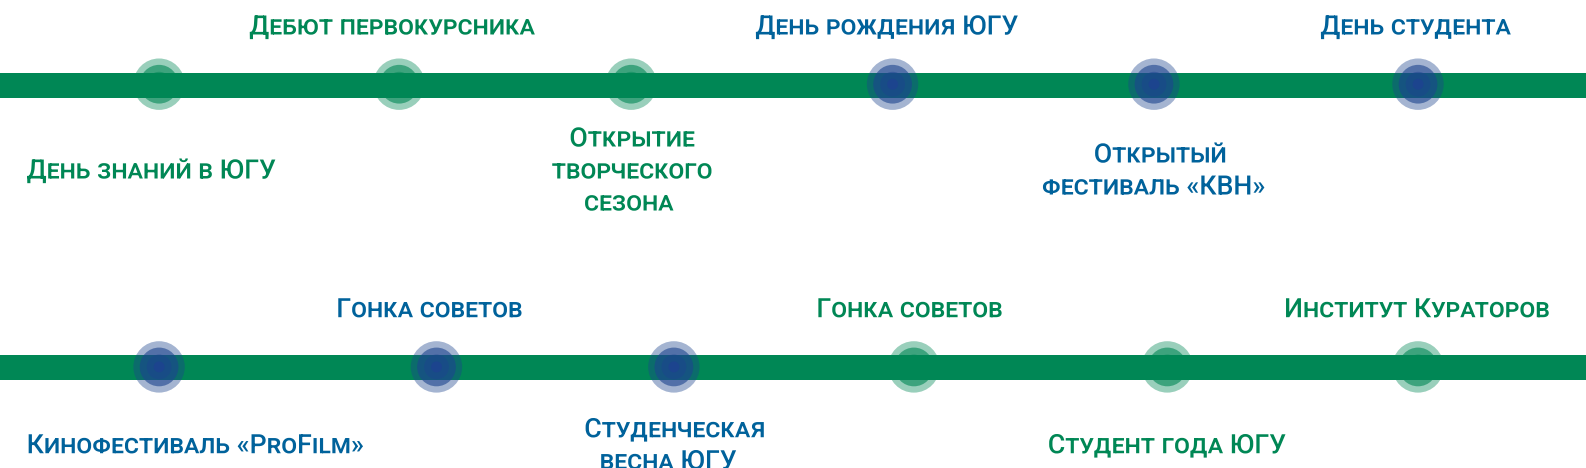 Дебют первокурсника
День рождения ЮГУ
День студента
День знаний в ЮГУ
Открытие
творческого
сезона
Открытый
фестиваль «КВН»
Гонка советов
Гонка советов
Институт Кураторов
Кинофестиваль «ProFilm»
Студенческая
весна ЮГУ
Студент года ЮГУ